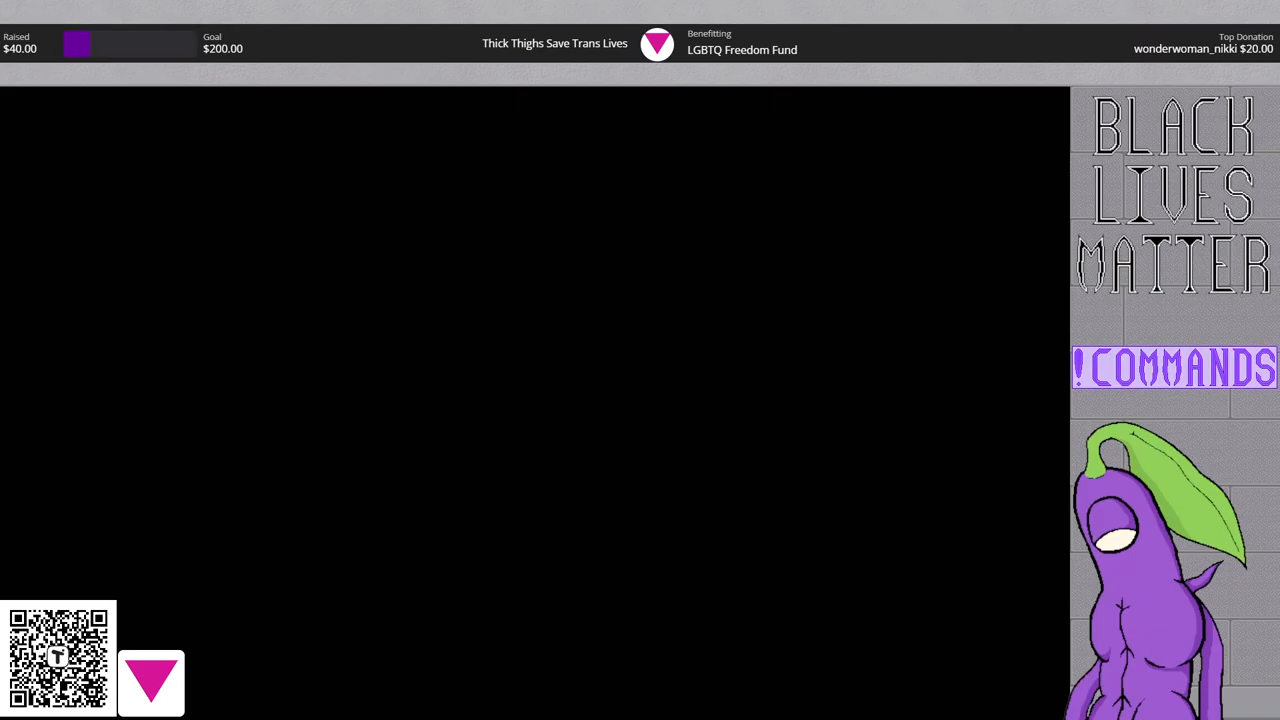 Raised
$40.00
Goal
$200.00
Thick Thighs Save Trans Lives
Benefitting
LGBTQ Freedom Fund
Top Donation
wonderwoman_nikki $20.00
BLACK
LIVES
MATTER
!COMMANDS
T